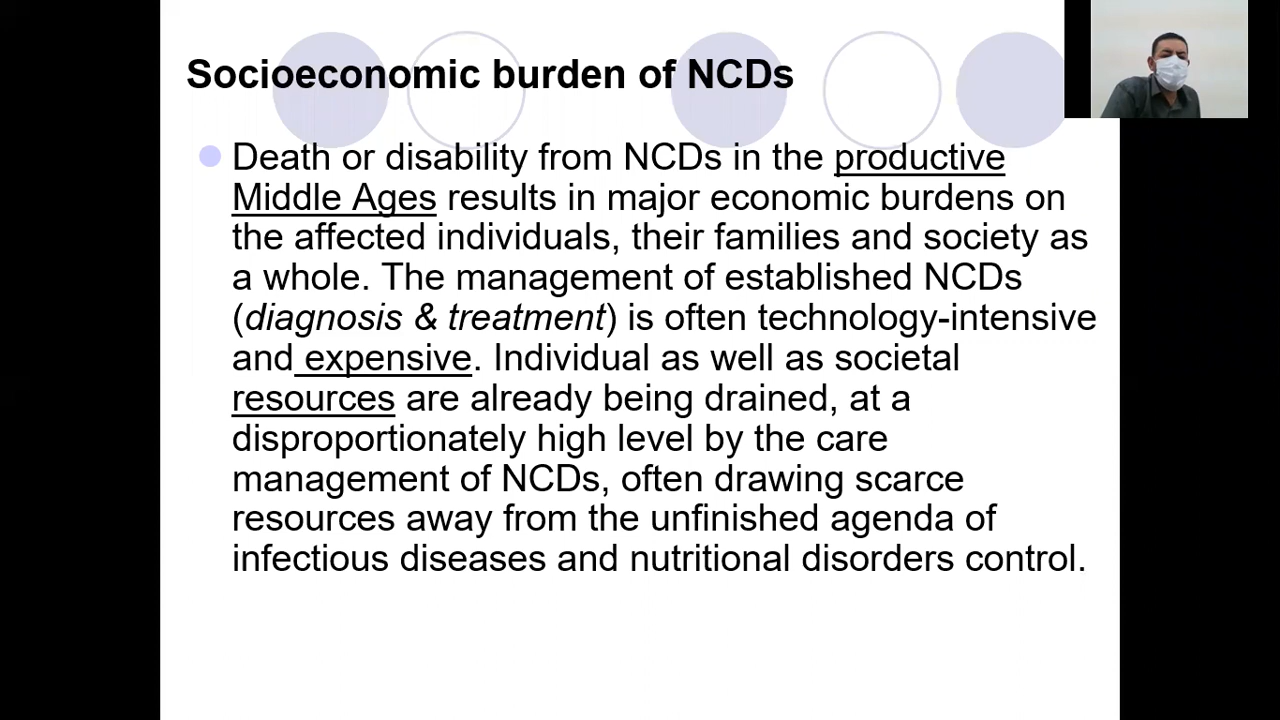 Socioeconomic burden of NCDs
Death or disability from NCDs in the productive
Middle Ages results in major economic burdens on
the affected individuals, their families and society as
a whole. The management of established NCDs
(diagnosis & treatment) is often technology-intensive
and expensive. Individual as well as societal
resources are already being drained, at a
disproportionately high level by the care
management of NCDs, often drawing scarce
resources away from the unfinished agenda of
infectious diseases and nutritional disorders control.